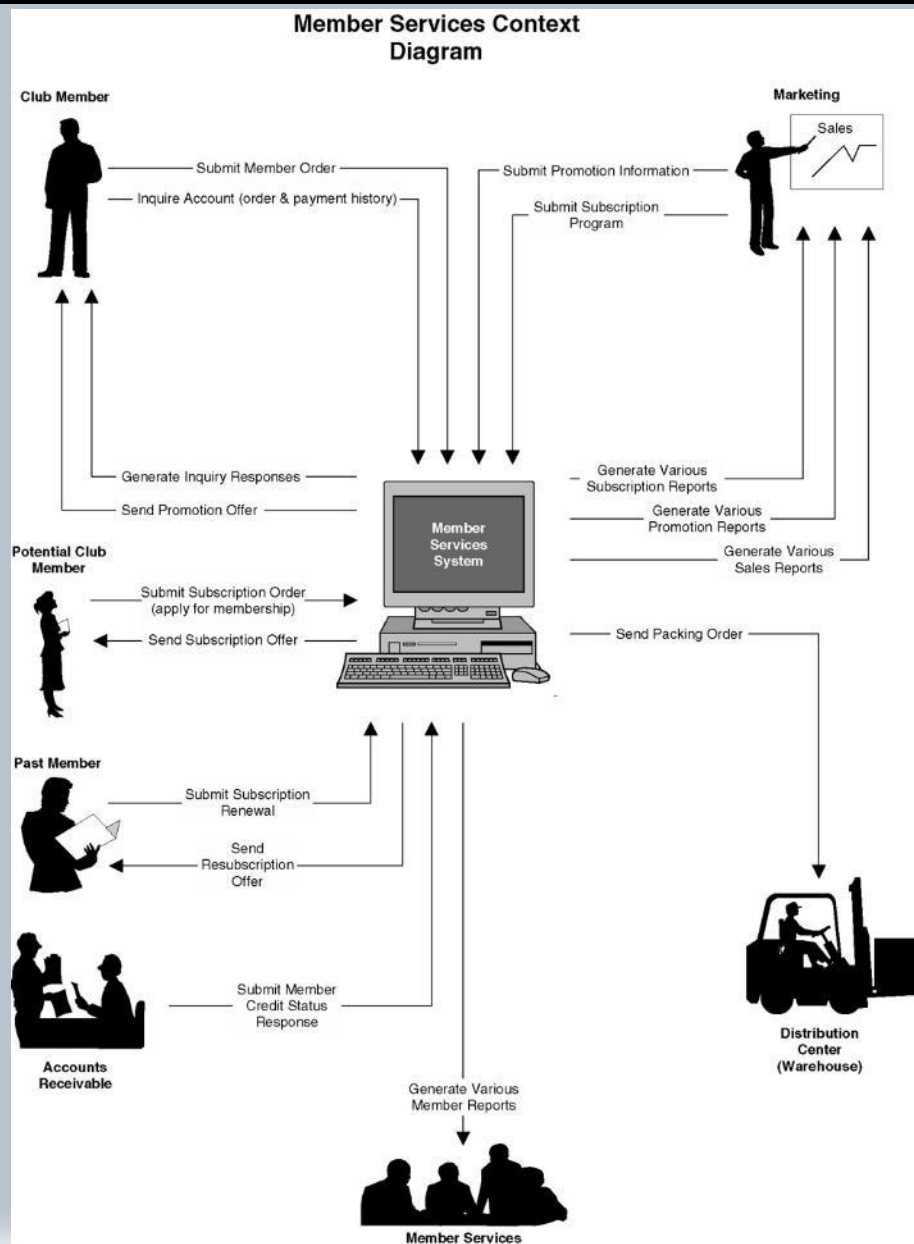 Member Services Context
Diagram
Club Member
Marketing
Sales
Submit Member Order
Submit Promotion Information
Inquire Account (order & payment history)
Submit Subscription
Program
Generate Inquiry Responses
Generate Various
Subscription Reports
Send Promotion Offer
Generate Various
Promotion Reports
Member
Services
System
Generate Various
Sales Reports
Potential Club
Member
Submit Subscription Order
(apply for membership)
Send Subscription Offer
Send Packing Order
Past Member
Submit Subscription
Renewal
Send
Resubscription
Offer
Submit Member
Credit Status
Response
Accounts
Receivable
Distribution
Center
(Warehouse)
Generate Various
Member Reports
Member Services